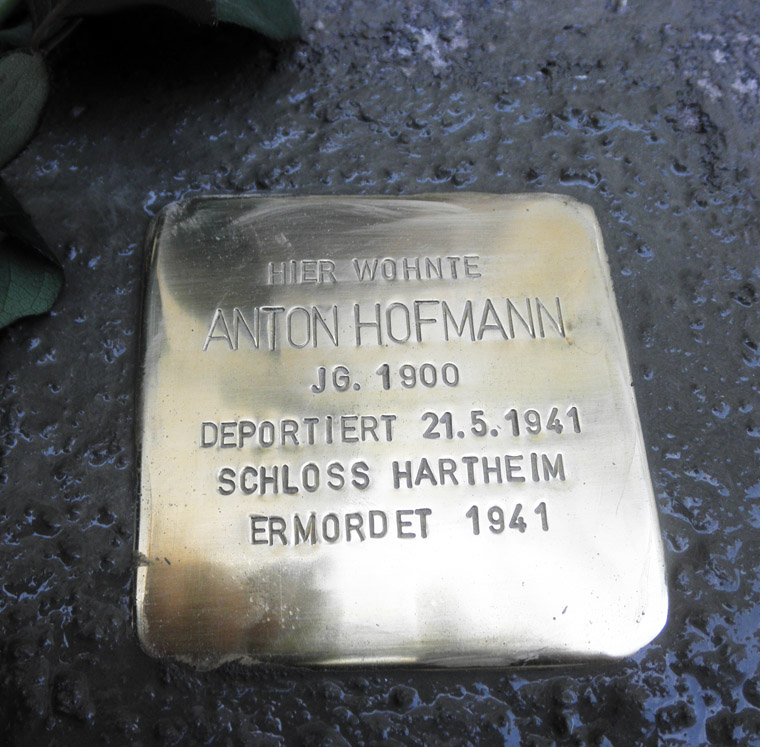 HIER WOHNTE
ANTON HOFMANN
JG. 1900
DEPORTIERT 21.5.1941
SCHLOSS HARTHEIM
ERMORDET 1941